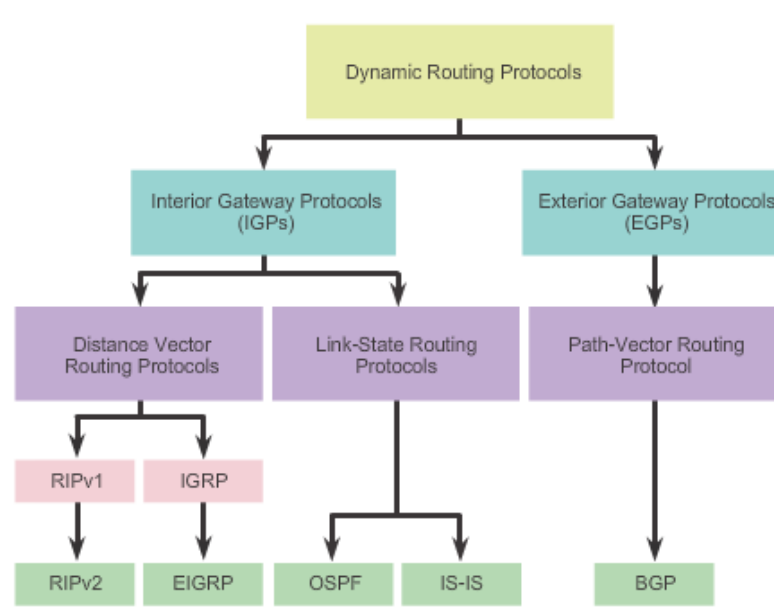 Dynamic Routing Protocols
Interior Gateway Protocols
(IGPs)
Exterior Gateway Protocols
(EGPs)
Distance Vector
Routing Protocols
Link-State Routing
Protocols
Path-Vector Routing
Protocol
RIPv1
IGRP
RIPv2
EIGRP
OSPF
IS-IS
BGP